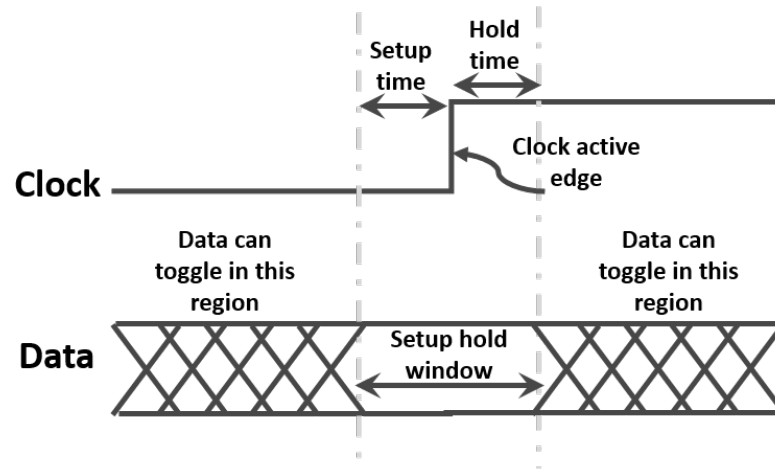 Setup
time
Hold
time
Clock active
edge
Clock
Data can
toggle in this
region
Data can
toggle in this
region
Data
Setup hold
window